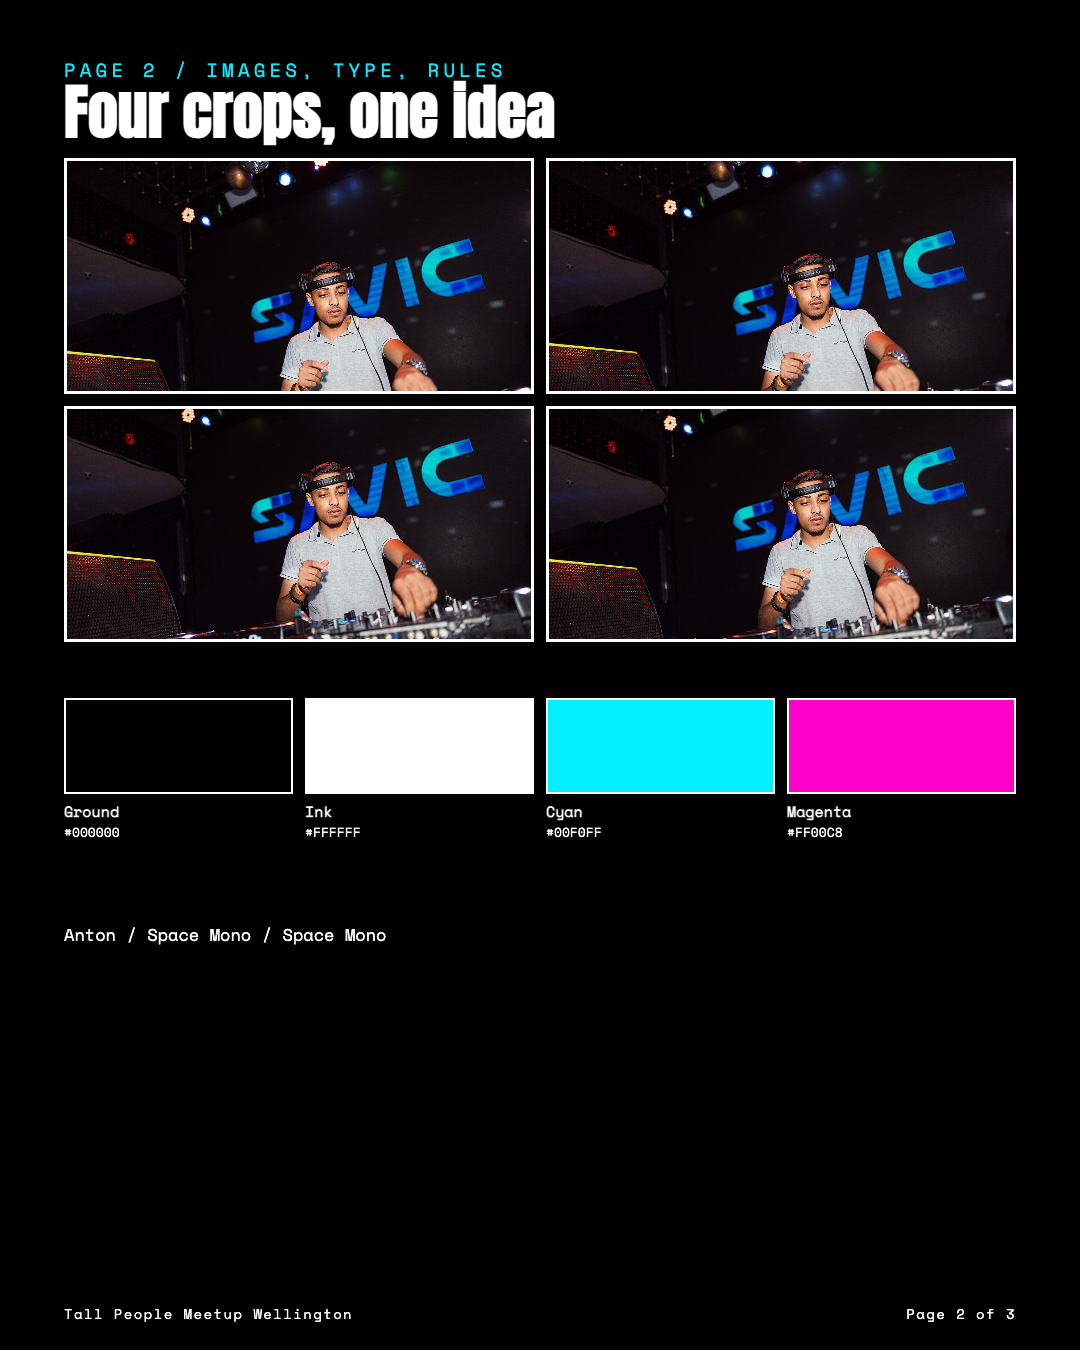 PAGE 2 / IMAGES, TYPE, RULES
Four crops, one idea
Ground
#000000
Ink
#FFFFFF
Cyan
#00F0FF
Magenta
#FF00C8
Anton / Space Mono / Space Mono
Tall People Meetup Wellington
Page 2 of 3